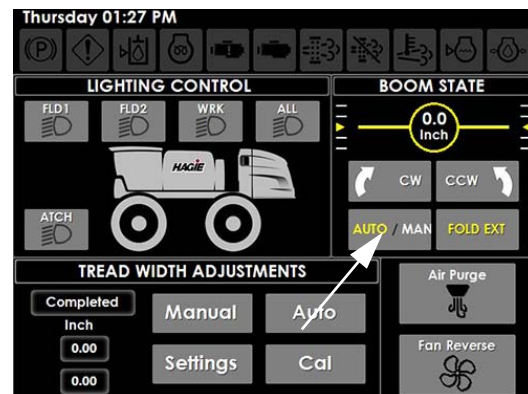 Thursday 01:27 PM
(P)
LIGHTING CONTROL
FLD1 FLD2 WRK ALL
HAGIE
ATCH
BOOM STATE
0.0
Inch
CW CCW
AUTO / MAN FOLD EXT
TREAD WIDTH ADJUSTMENTS
Completed
Inch
0.00
0.00
Manual Auto
Settings Cal
Air Purge
Fan Reverse